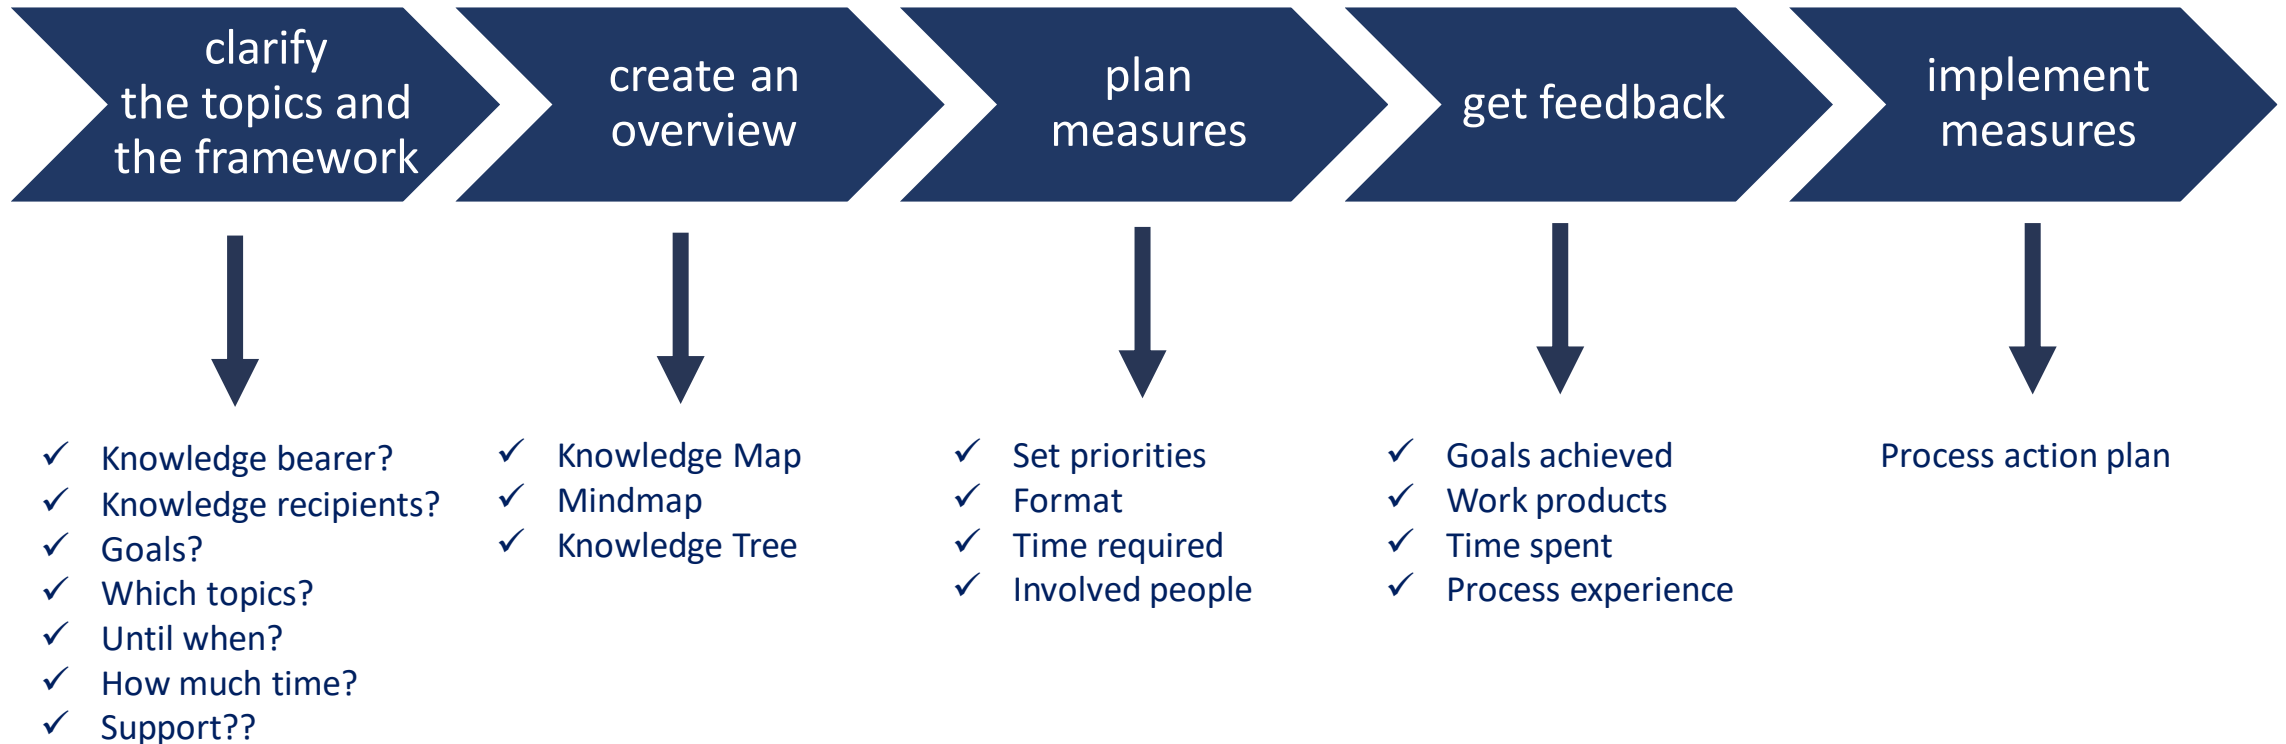 clarify
the topics and
the framework
create an
overview
plan
measures
get feedback
implement
measures
✓ Knowledge bearer?
✓ Knowledge recipients?
✓ Goals?
✓ Which topics?
✓ Until when?
✓ How much time?
✓ Support??
✓ Knowledge Map
✓ Mindmap
✓ Knowledge Tree
✓ Set priorities
✓ Format
✓ Time required
✓ Involved people
✓ Goals achieved
✓ Work products
✓ Time spent
✓ Process experience
Process action plan